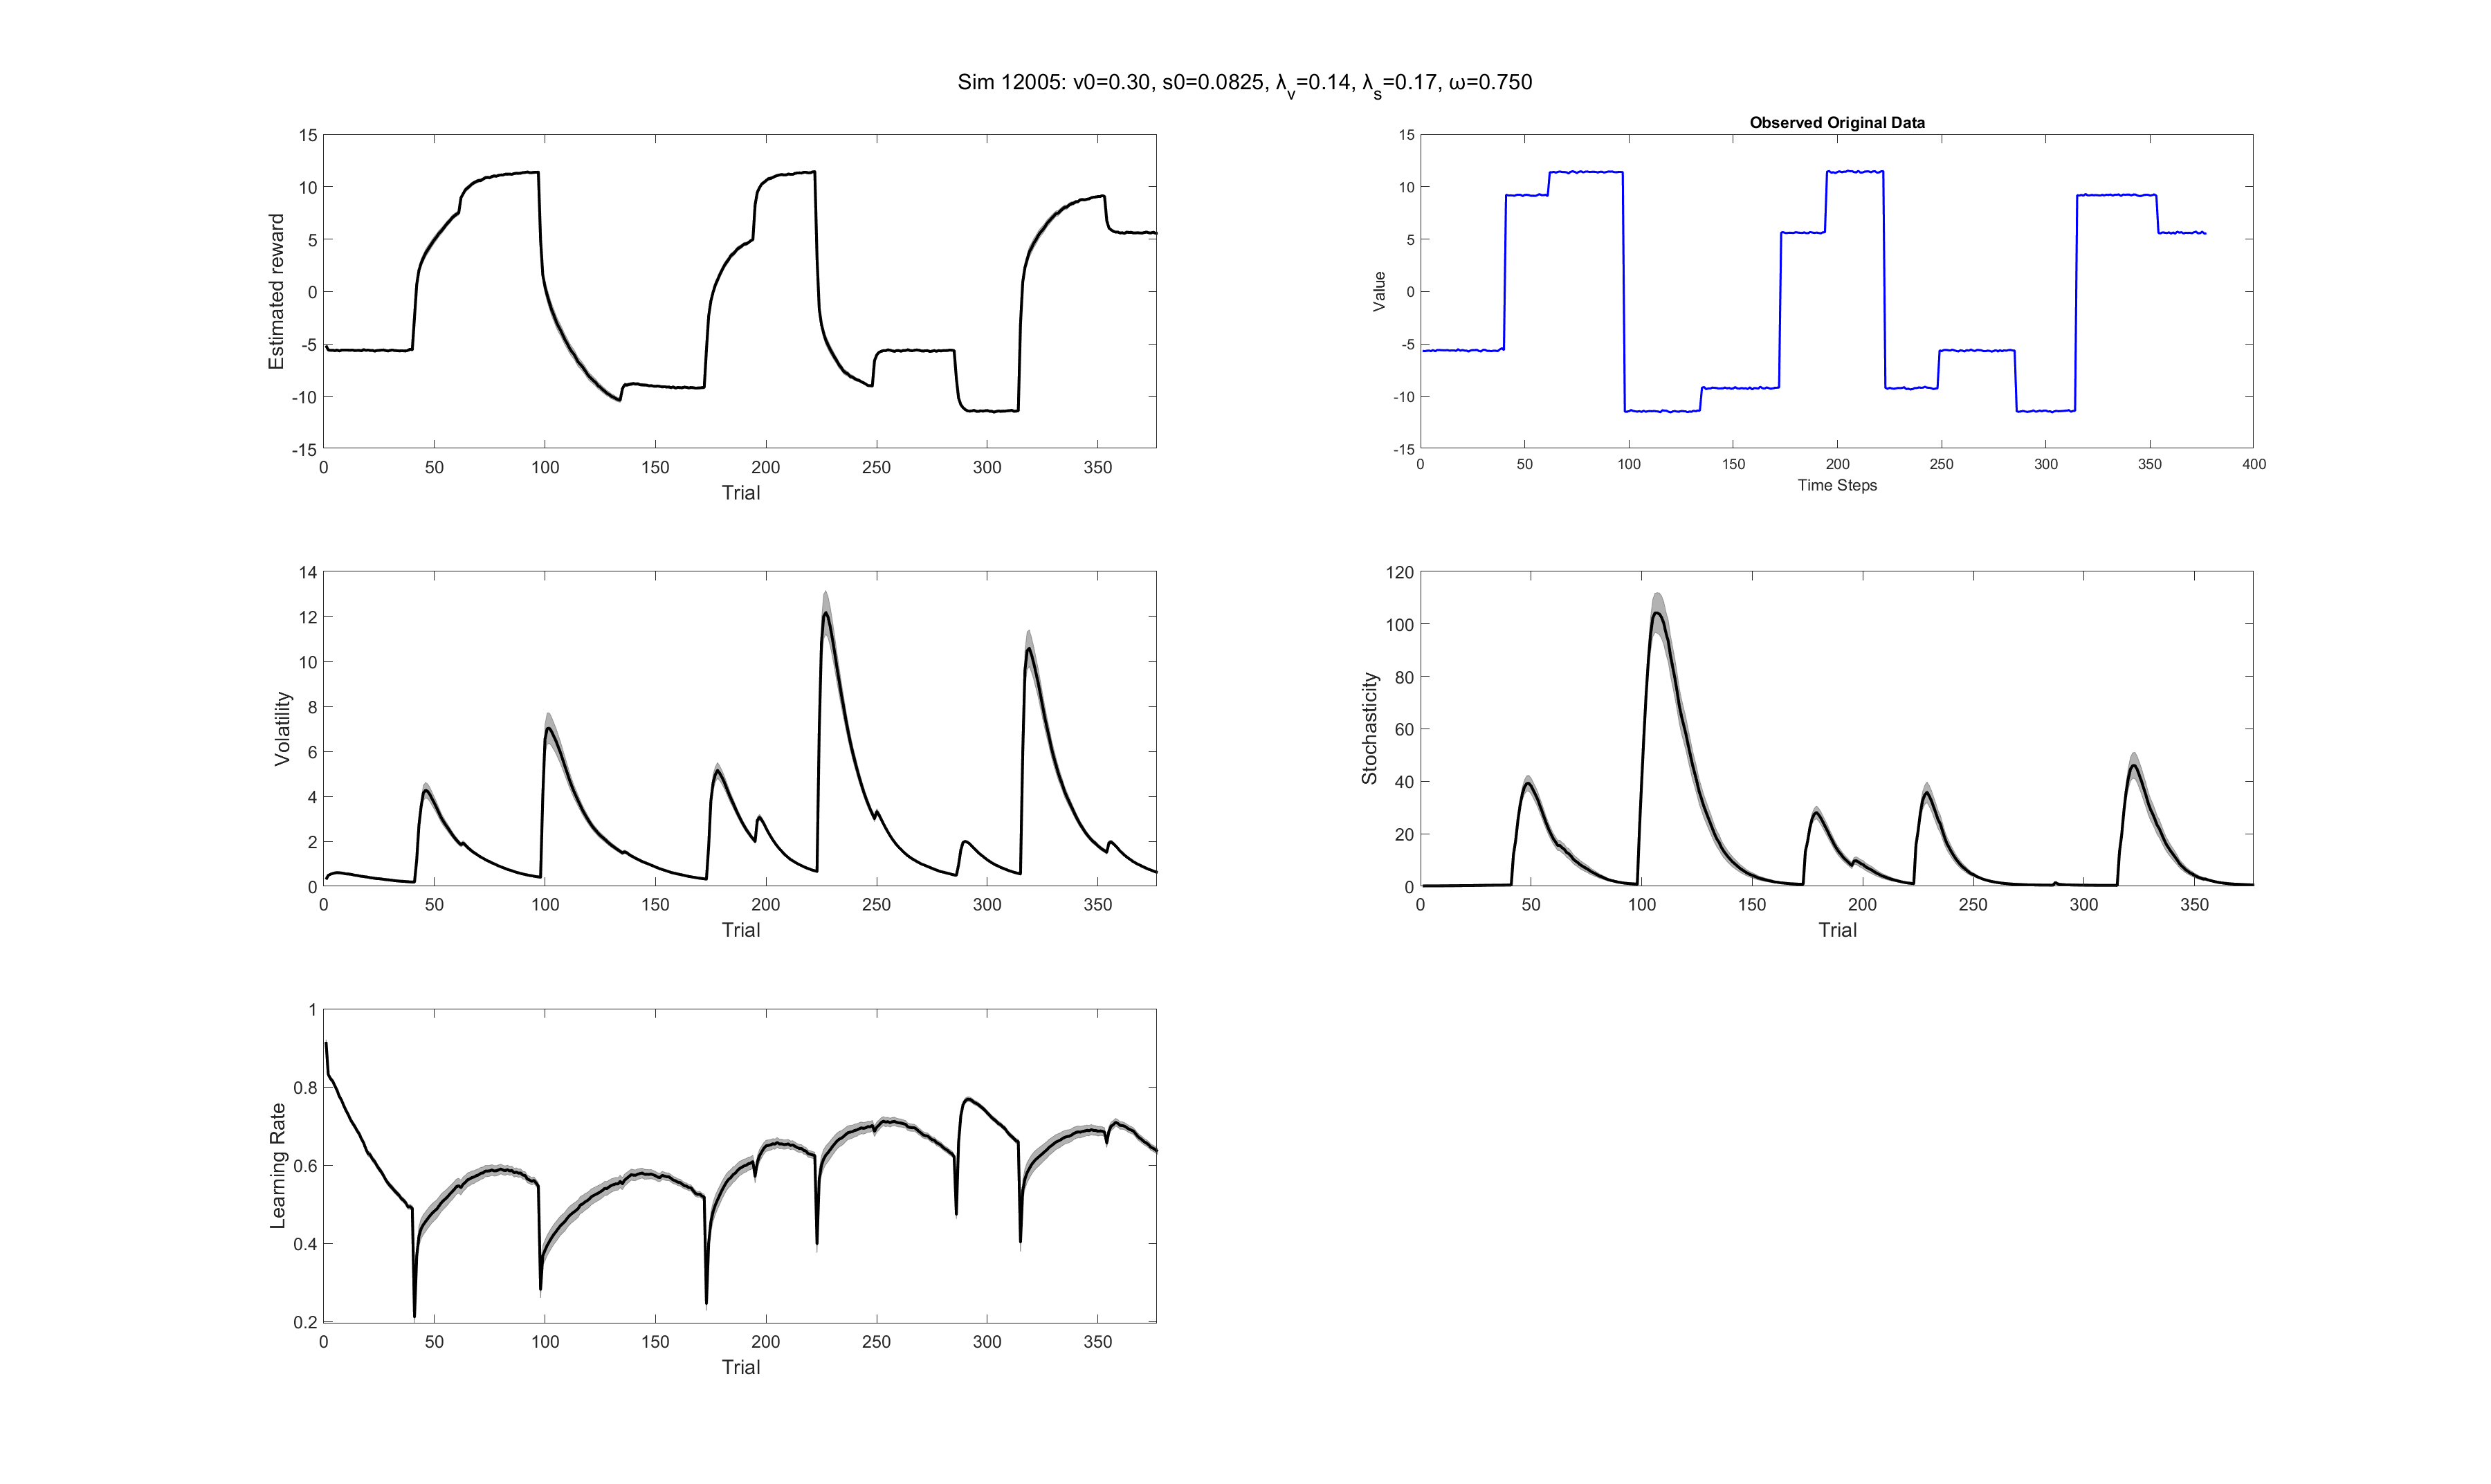 Sim 12005: v0=0.30, s0=0.0825, λv=0.14, λs=0.17, ω=0.750
Estimated reward
15
10
5
0
-5
-10
-15
0 50 100 150 200 250 300 350
Trial
Observed Original Data
Value
15
10
5
0
-5
-10
-15
0 50 100 150 200 250 300 350 400
Time Steps
Volatility
14
12
10
8
6
4
2
0
0 50 100 150 200 250 300 350
Trial
Stochasticity
120
100
80
60
40
20
0
0 50 100 150 200 250 300 350
Trial
Learning Rate
1
0.8
0.6
0.4
0.2
0 50 100 150 200 250 300 350
Trial